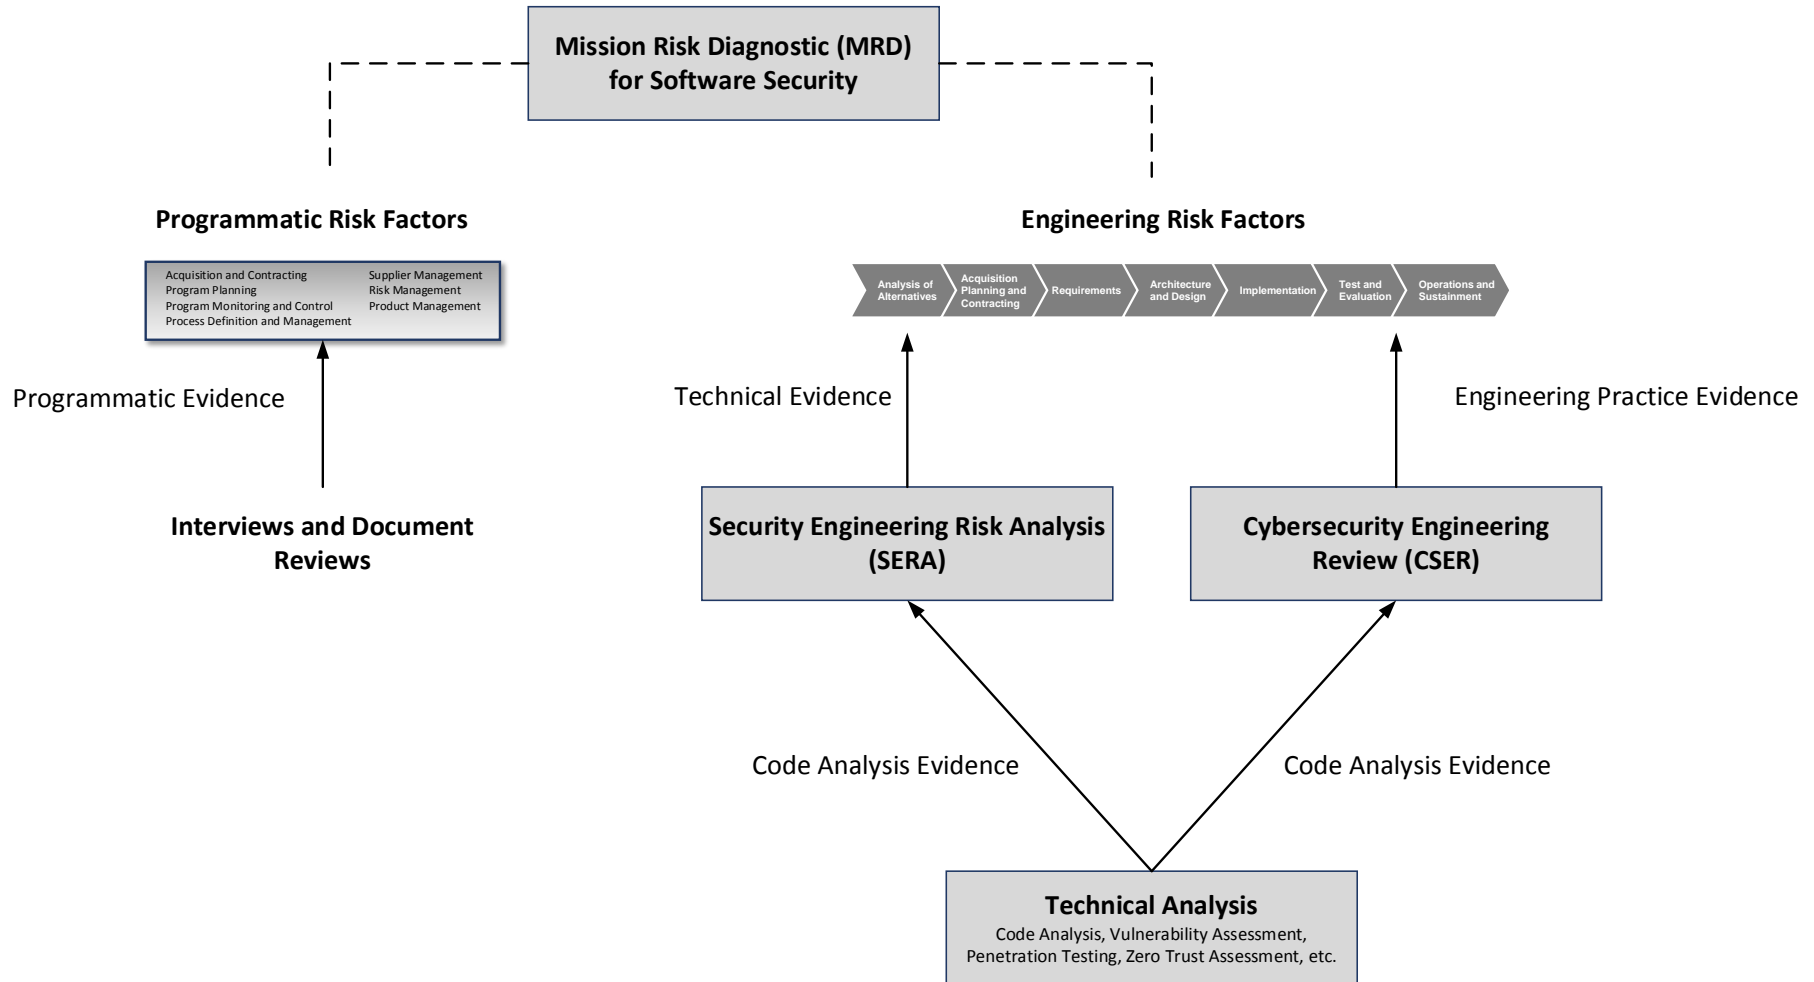 Mission Risk Diagnostic (MRD)
for Software Security
Programmatic Risk Factors
Acquisition and Contracting
Program Planning
Program Monitoring and Control
Process Definition and Management
Supplier Management
Risk Management
Product Management
Programmatic Evidence
Interviews and Document
Reviews
Engineering Risk Factors
Analysis of
Alternatives
Acquisition
Planning and
Contracting
Requirements
Architecture
and Design
Implementation
Test and
Evaluation
Operations and
Sustainment
Technical Evidence
Engineering Practice Evidence
Security Engineering Risk Analysis
(SERA)
Cybersecurity Engineering
Review (CSER)
Code Analysis Evidence
Code Analysis Evidence
Technical Analysis
Code Analysis, Vulnerability Assessment,
Penetration Testing, Zero Trust Assessment, etc.